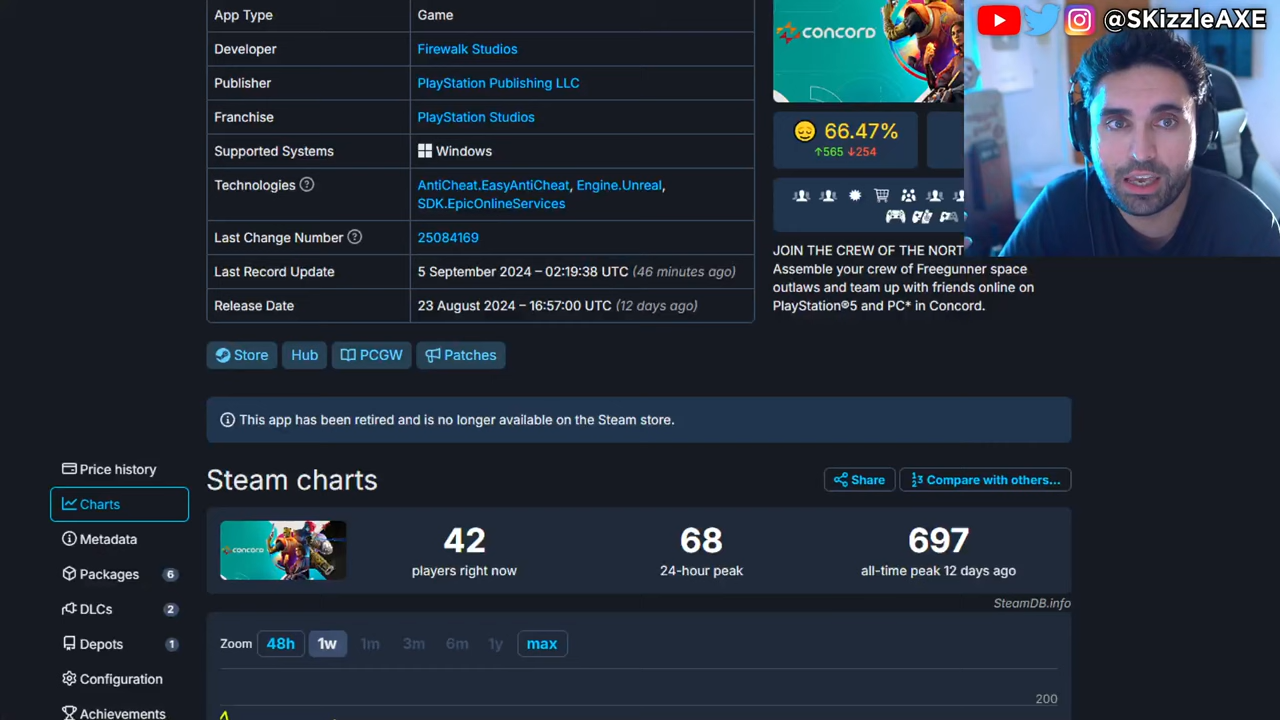 @SKizzleAXE
App Type Game
Developer Firewalk Studios
Publisher PlayStation Publishing LLC
Franchise PlayStation Studios
Supported Systems Windows
Technologies AntiCheat.EasyAntiCheat, Engine.Unreal,
SDK.EpicOnlineServices
Last Change Number 25084169
Last Record Update 5 September 2024 – 02:19:38 UTC (46 minutes ago)
Release Date 23 August 2024 – 16:57:00 UTC (12 days ago)
CONCORD
66.47%
↑565 ↓254
JOIN THE CREW OF THE NORT
Assemble your crew of Freegunner space
outlaws and team up with friends online on
PlayStation®5 and PC* in Concord.
Store Hub PCGW Patches
This app has been retired and is no longer available on the Steam store.
Price history
Charts
Metadata
Packages 6
DLCs 2
Depots 1
Configuration
Achievements
Steam charts
Share Compare with others...
CONCORD
42 68 697
players right now 24-hour peak all-time peak 12 days ago
SteamDB.info
Zoom 48h 1w 1m 3m 6m 1y max
200